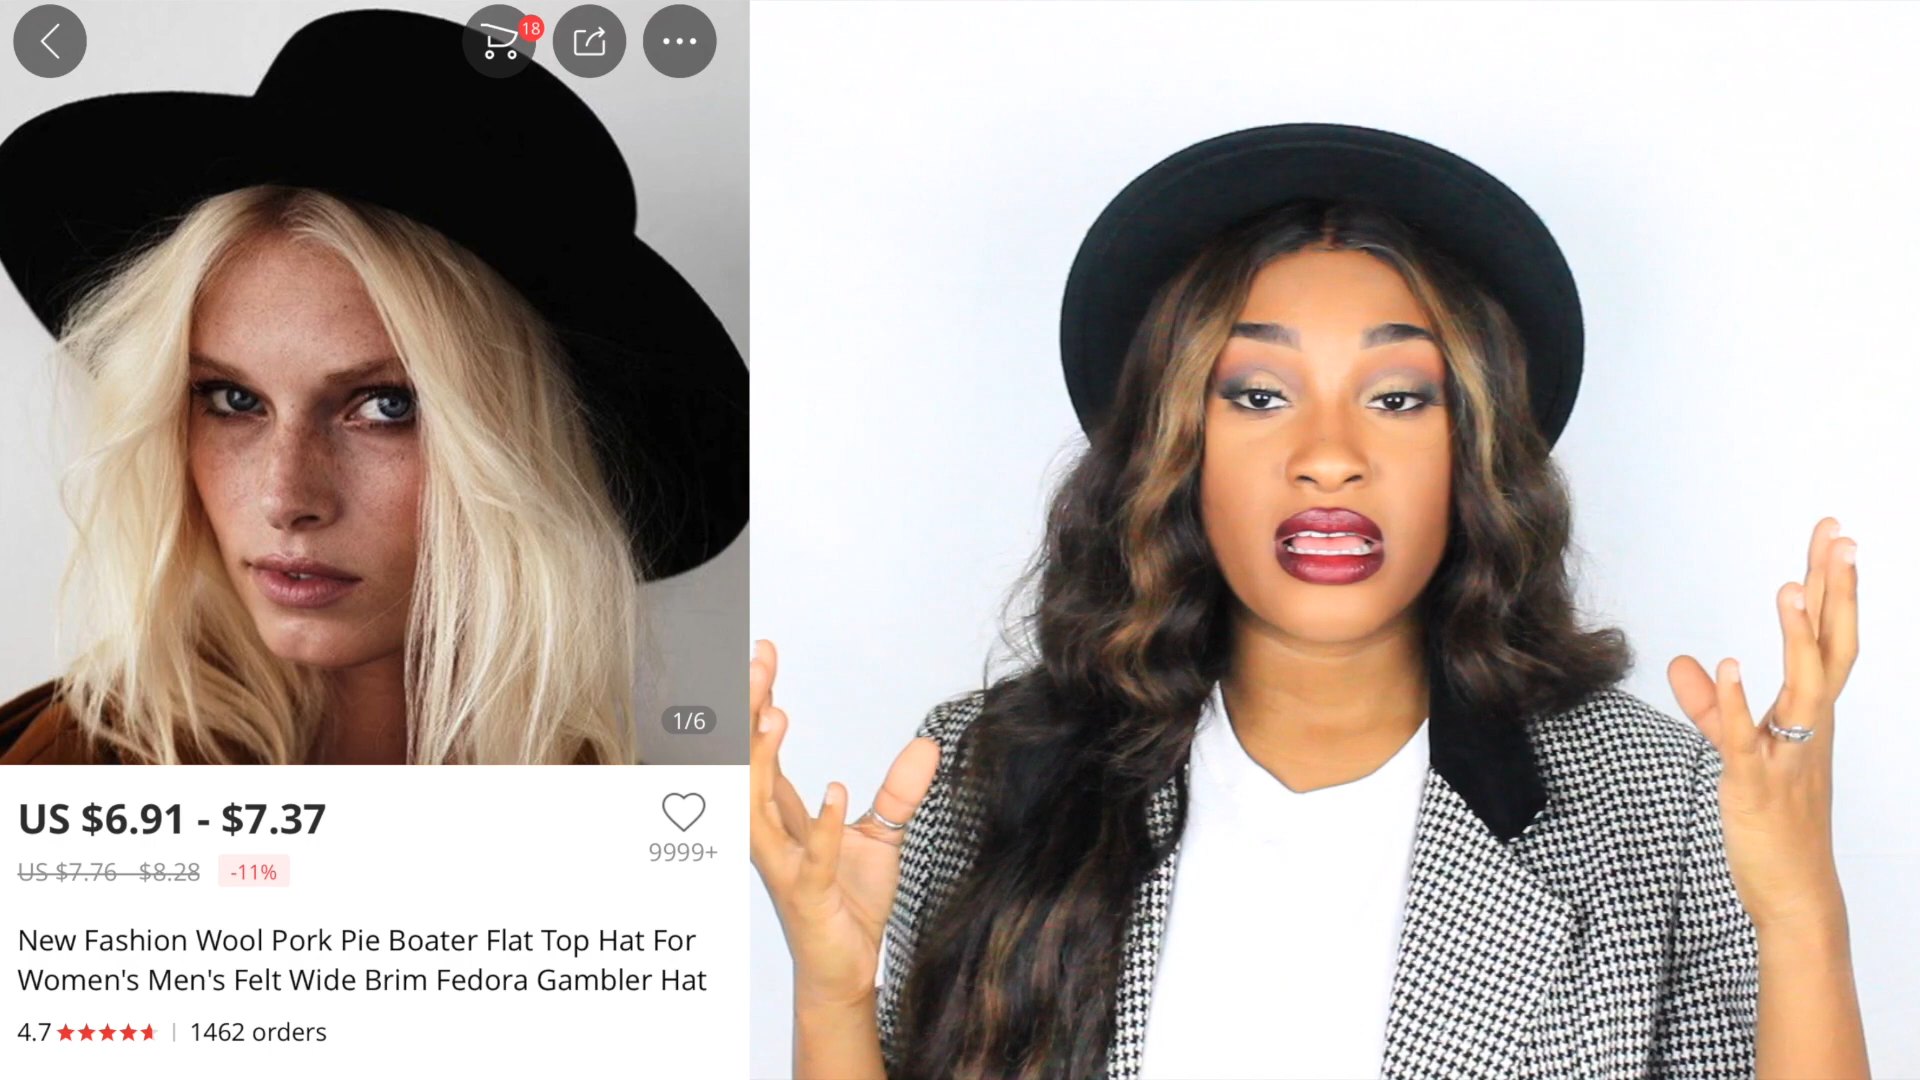 18
1/6
US $6.91 - $7.37
9999+
US $7.76 - $8.28
-11%
New Fashion Wool Pork Pie Boater Flat Top Hat For
Women's Men's Felt Wide Brim Fedora Gambler Hat
4.7
1462 orders